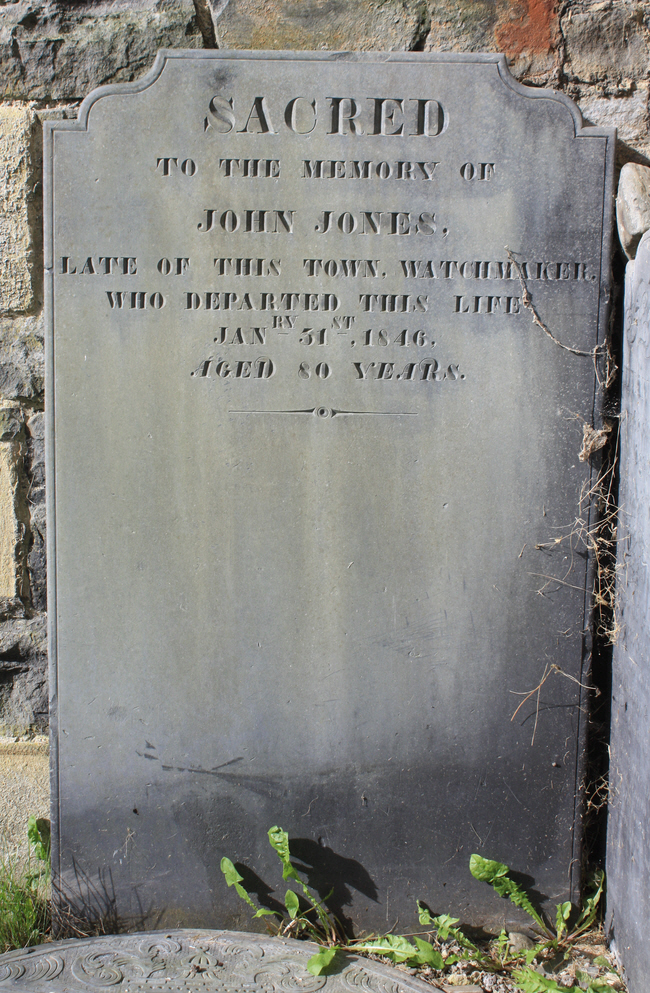 SACRED
TO THE MEMORY OF
JOHN JONES,
LATE OF THIS TOWN, WATCHMAKER,
WHO DEPARTED THIS LIFE
JANRY 31ST, 1846.
AGED 80 YEARS.